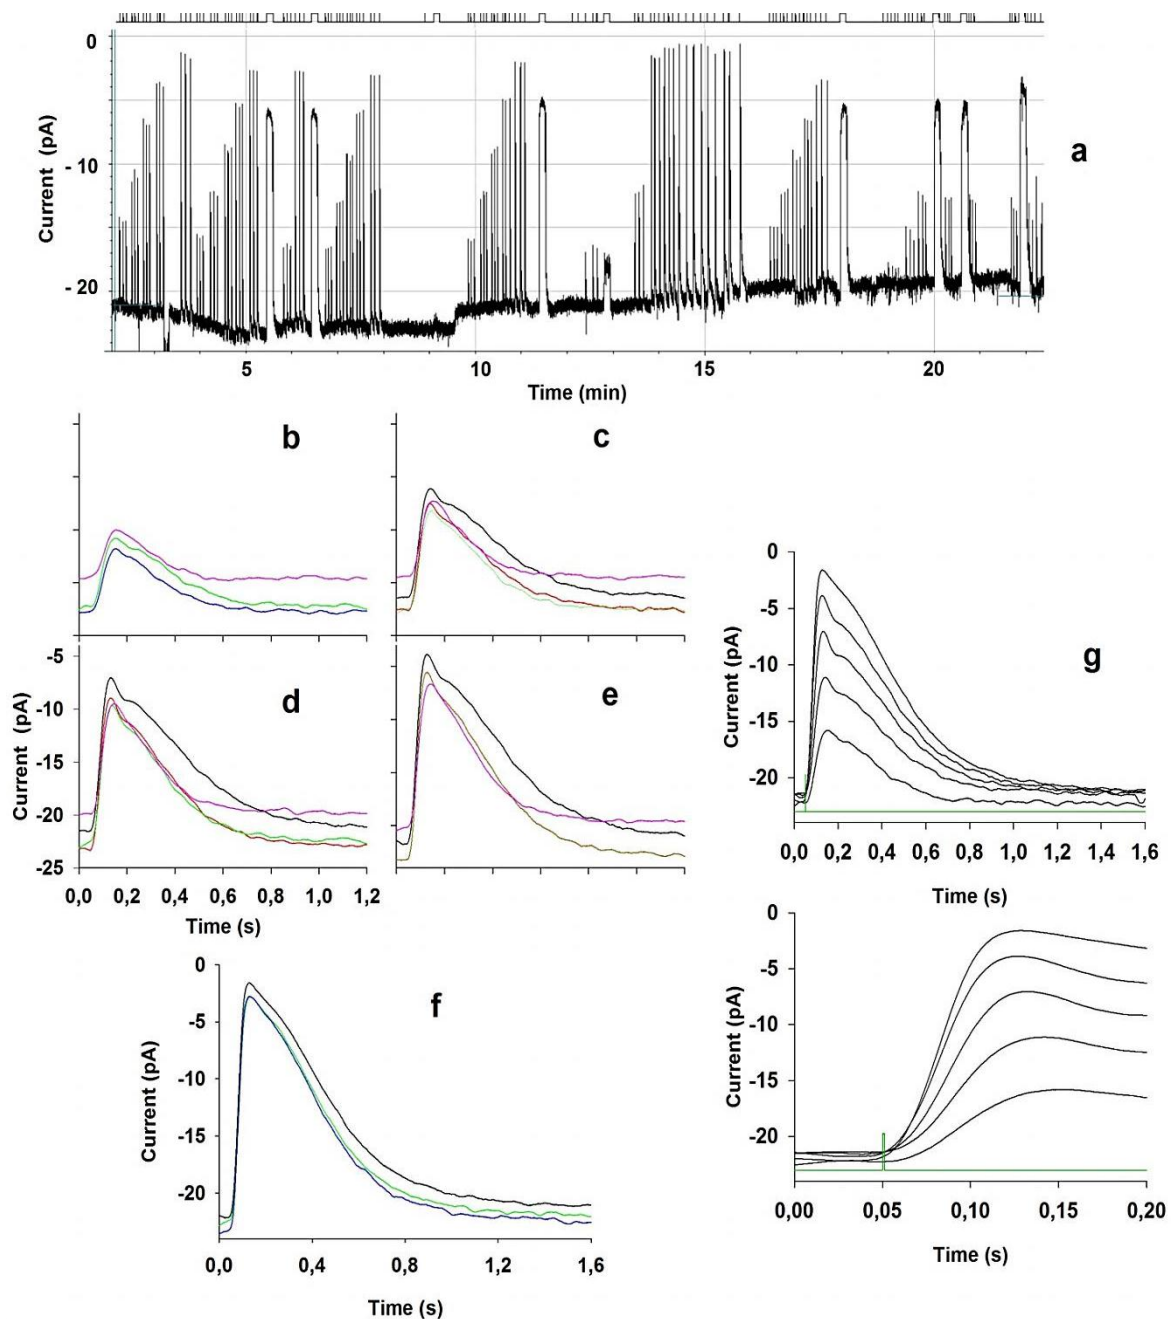 0
- 10
- 20
Current (pA)
a
5 10 15 20
Time (min)
b
c
-5
-10
-15
-20
-25
Current (pA)
d
e
0,0 0,2 0,4 0,6 0,8 1,0 1,2
Time (s)
0
-5
-10
-15
-20
Current (pA)
g
0,0 0,2 0,4 0,6 0,8 1,0 1,2 1,4 1,6
Time (s)
0
-5
-10
-15
-20
Current (pA)
f
0,0 0,4 0,8 1,2 1,6
Time (s)
0
-5
-10
-15
-20
Current (pA)
0,00 0,05 0,10 0,15 0,20
Time (s)